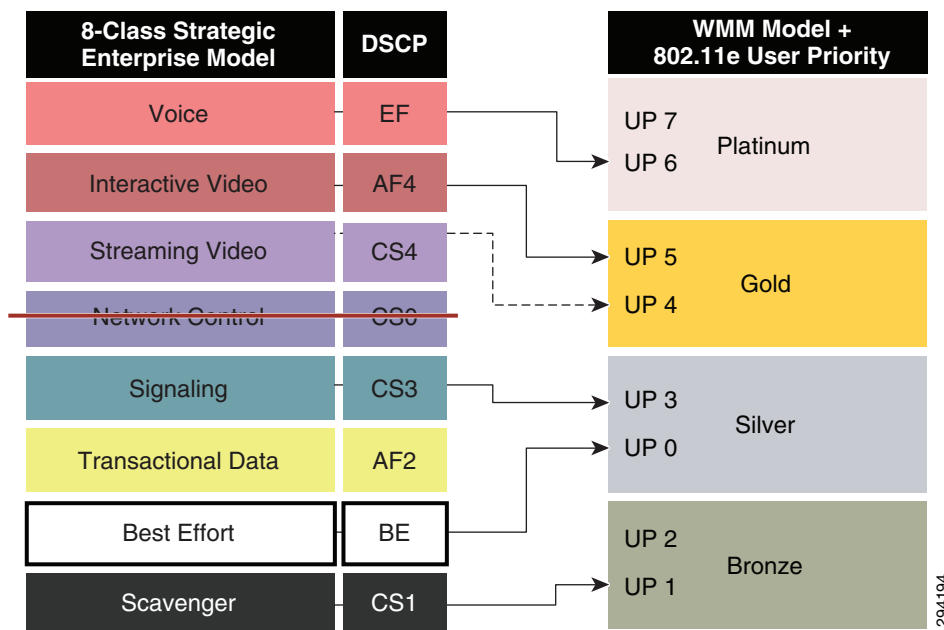 8-Class Strategic
Enterprise Model
DSCP
WMM Model +
802.11e User Priority
Voice
EF
Interactive Video
AF4
Streaming Video
CS4
Network Control
CS0
Signaling
CS3
Transactional Data
AF2
Best Effort
BE
Scavenger
CS1
UP 7
UP 6
Platinum
UP 5
UP 4
Gold
UP 3
UP 0
Silver
UP 2
UP 1
Bronze
294194